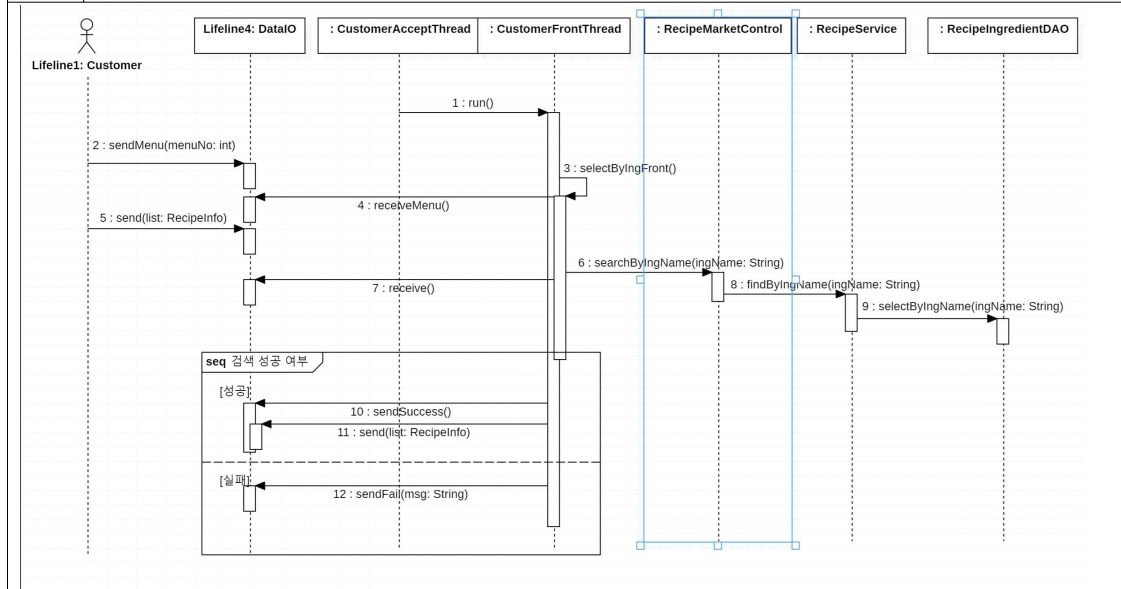 Lifeline1: Customer
Lifeline4: DataIO
: CustomerAcceptThread
: CustomerFrontThread
: RecipeMarketControl
: RecipeService
: RecipeIngredientDAO
1 : run()
2 : sendMenu(menuNo: int)
3 : selectByIngFront()
4 : receiveMenu()
5 : send(list: RecipeInfo)
6 : searchByIngName(ingName: String)
7 : receive()
8 : findByIngName(ingName: String)
9 : selectByIngName(ingName: String)
seq 검색 성공 여부
[성공]
10 : sendSuccess()
11 : send(list: RecipeInfo)
[실패]
12 : sendFail(msg: String)